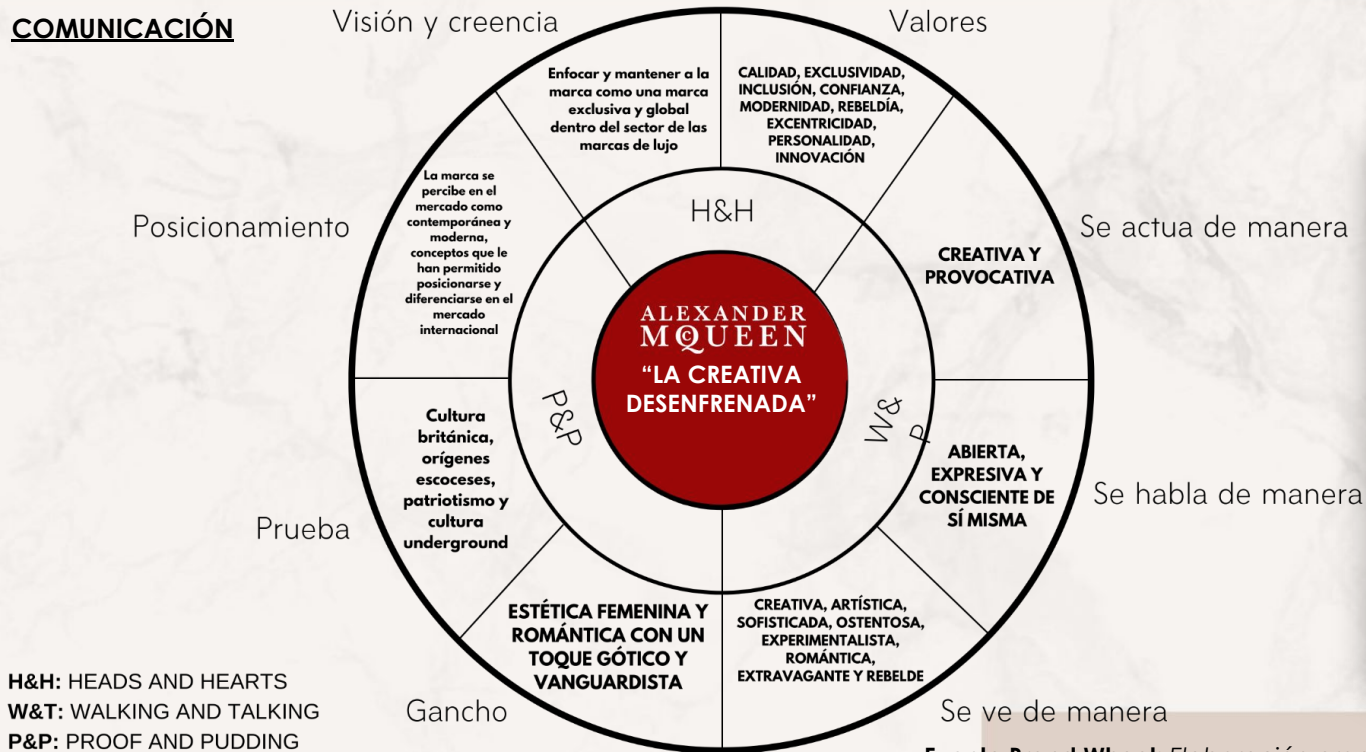 COMUNICACIÓN
Visión y creencia
Valores
Enfocar y mantener a la
marca como una marca
exclusiva y global
dentro del sector de las
marcas de lujo
CALIDAD, EXCLUSIVIDAD,
INCLUSIÓN, CONFIANZA,
MODERNIDAD, REBELDÍA,
EXCENTRICIDAD,
PERSONALIDAD,
INNOVACIÓN
Posicionamiento
La marca se
percibe en el
mercado como
contemporánea y
moderna,
conceptos que le
han permitido
posicionarse y
diferenciarse en el
mercado
internacional
H&H
Se actua de manera
CREATIVA Y
PROVOCATIVA
ALEXANDER
MCQUEEN
“LA CREATIVA
DESENFRENADA”
P&P
W&
P
Prueba
Cultura
británica,
orígenes
escoceses,
patriotismo y
cultura
underground
ABIERTA,
EXPRESIVA Y
CONSCIENTE DE
SÍ MISMA
Se habla de manera
Gancho
ESTÉTICA FEMENINA Y
ROMÁNTICA CON UN
TOQUE GÓTICO Y
VANGUARDISTA
CREATIVA, ARTÍSTICA,
SOFISTICADA, OSTENTOSA,
EXPERIMENTALISTA,
ROMÁNTICA,
EXTRAVAGANTE Y REBELDE
Se ve de manera
H&H: HEADS AND HEARTS
W&T: WALKING AND TALKING
P&P: PROOF AND PUDDING